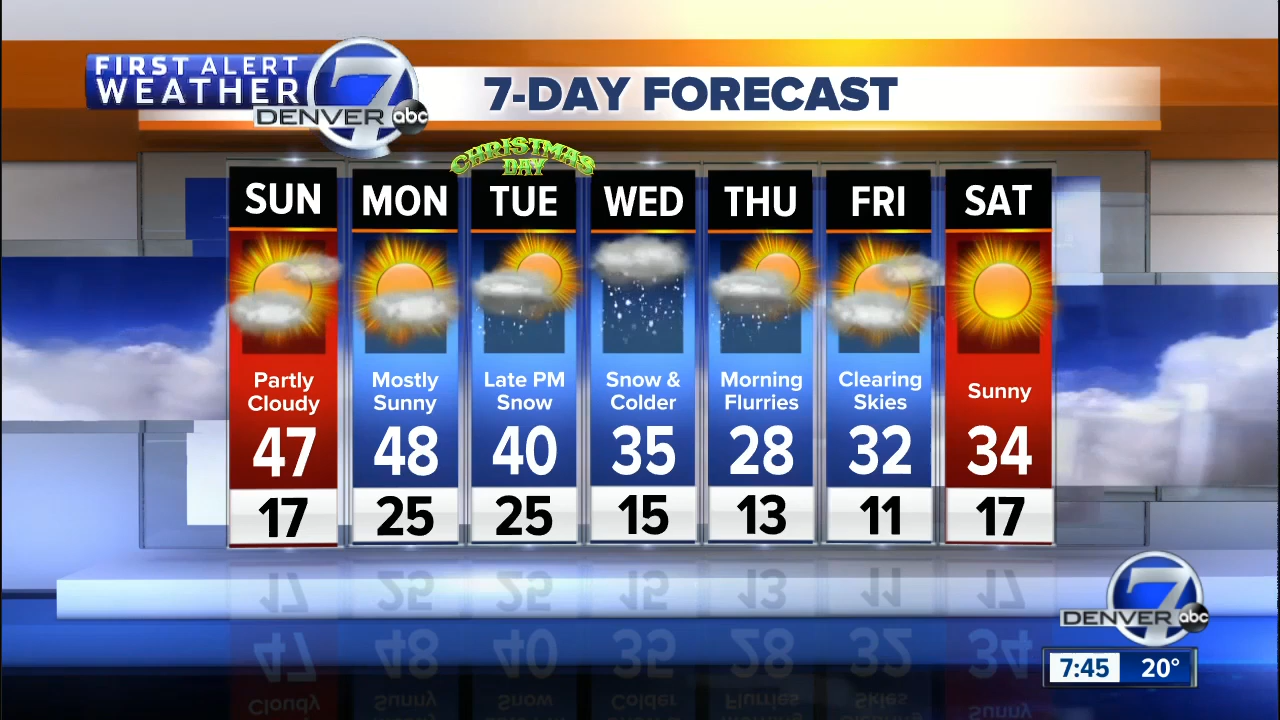 FIRST ALERT
WEATHER
7
DENVER
abc
7-DAY FORECAST
CHRISTMAS
DAY
SUN MON TUE WED THU FRI SAT
Partly Cloudy
Mostly Sunny
Late PM Snow
Snow & Colder
Morning Flurries
Clearing Skies
Sunny
47 48 40 35 28 32 34
17 25 25 15 13 11 17
7
DENVER
abc
7:45 20°